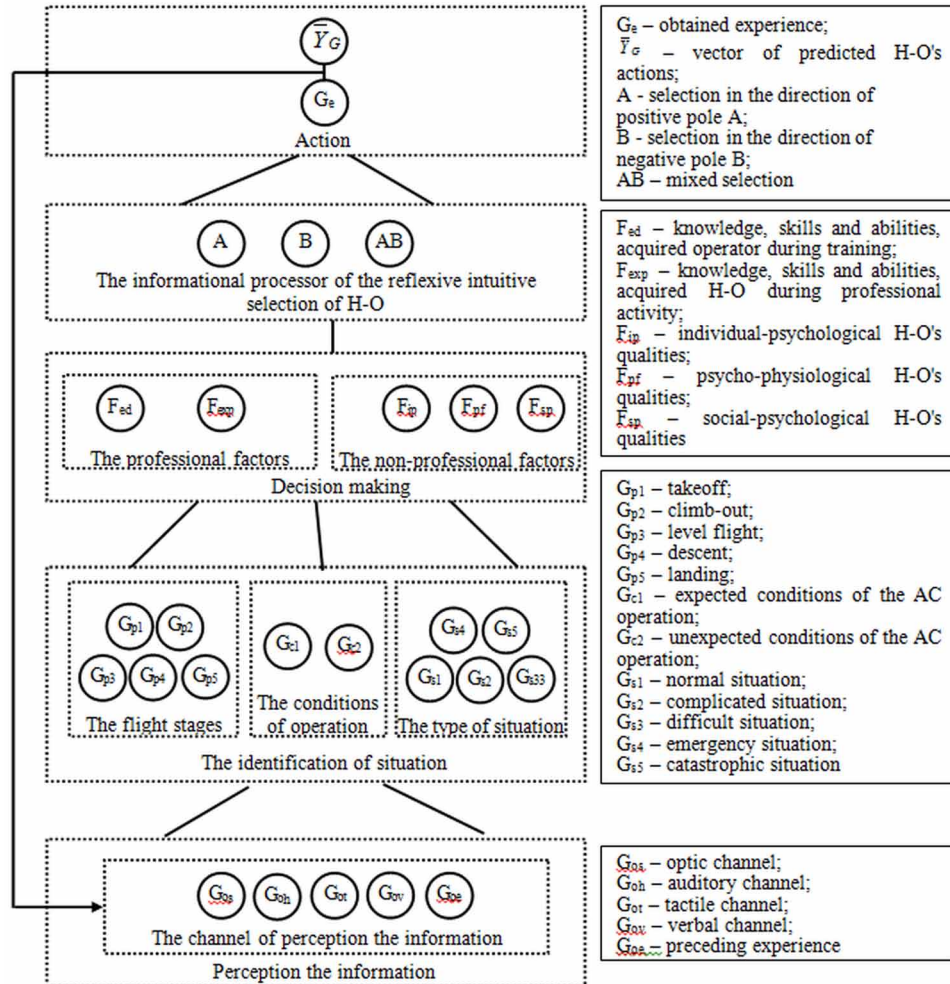 Ȳ_G
Ge
Action
A B AB
The informational processor of the reflexive intuitive
selection of H-O
Fed Fexp
The professional factors
Fip Fpf Fsp
The non-professional factors
Decision making
Gp1 Gp2
Gp3 Gp4 Gp5
The flight stages
Gc1 Gc2
The conditions
of operation
Gs4 Gs5
Gs1 Gs2 Gs33
The type of situation
The identification of situation
Gos Goh Got Gov Goe
The channel of perception the information
Perception the information
Ge – obtained experience;
Ȳ_G – vector of predicted H-O's
actions;
A - selection in the direction of
positive pole A;
B - selection in the direction of
negative pole B;
AB – mixed selection
Fed – knowledge, skills and abilities,
acquired operator during training;
Fexp – knowledge, skills and abilities,
acquired H-O during professional
activity;
Fip – individual-psychological H-O's
qualities;
Fpf – psycho-physiological H-O's
qualities;
Fsp – social-psychological H-O's
qualities
Gp1 – takeoff;
Gp2 – climb-out;
Gp3 – level flight;
Gp4 – descent;
Gp5 – landing;
Gc1 – expected conditions of the AC
operation;
Gc2 – unexpected conditions of the AC
operation;
Gs1 – normal situation;
Gs2 – complicated situation;
Gs3 – difficult situation;
Gs4 – emergency situation;
Gs5 – catastrophic situation
Gos – optic channel;
Goh – auditory channel;
Got – tactile channel;
Gov – verbal channel;
Goe – preceding experience